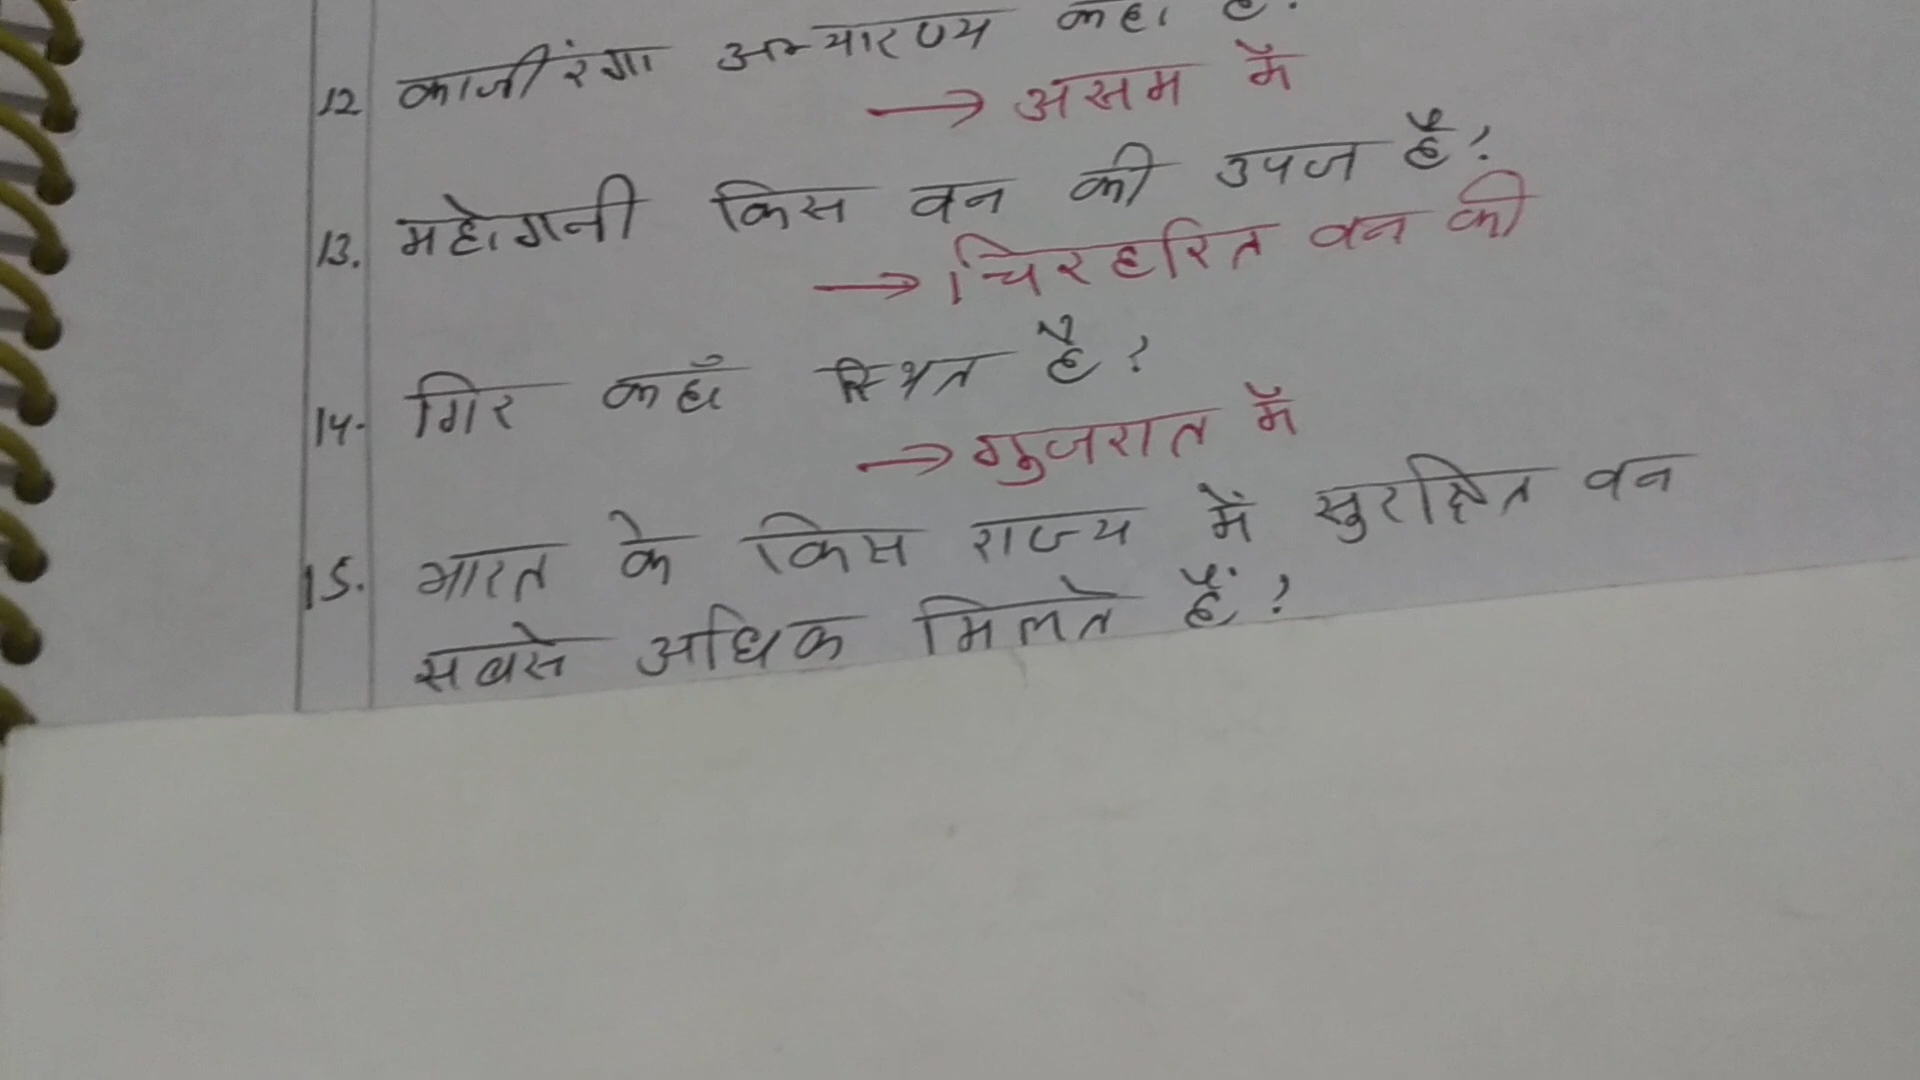 12 काजीरंगा अभ्यारण्य कहाँ है?
→ असम में
13. महोगनी किस वन की उपज है?
→ चिरहरित वन की
14. गिर कहाँ स्थित है?
→ गुजरात में
15. भारत के किस राज्य में सुरक्षित वन
सबसे अधिक मिलते हैं?